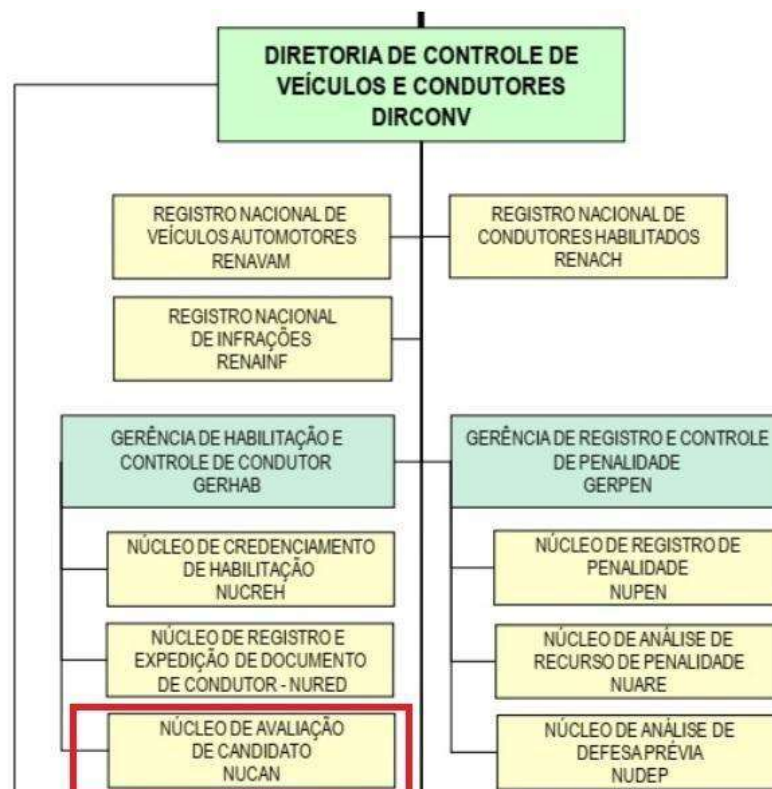 DIRETORIA DE CONTROLE DE
VEÍCULOS E CONDUTORES
DIRCONV
REGISTRO NACIONAL DE
VEÍCULOS AUTOMOTORES
RENAVAM
REGISTRO NACIONAL DE
CONDUTORES HABILITADOS
RENACH
REGISTRO NACIONAL
DE INFRAÇÕES
RENAINF
GERÊNCIA DE HABILITAÇÃO E
CONTROLE DE CONDUTOR
GERHAB
GERÊNCIA DE REGISTRO E CONTROLE
DE PENALIDADE
GERPEN
NÚCLEO DE CREDENCIAMENTO
DE HABILITAÇÃO
NUCREH
NÚCLEO DE REGISTRO DE
PENALIDADE
NUPEN
NÚCLEO DE REGISTRO E
EXPEDIÇÃO DE DOCUMENTO
DE CONDUTOR - NURED
NÚCLEO DE ANÁLISE DE
RECURSO DE PENALIDADE
NUARE
NÚCLEO DE AVALIAÇÃO
DE CANDIDATO
NUCAN
NÚCLEO DE ANÁLISE DE
DEFESA PRÉVIA
NUDEP